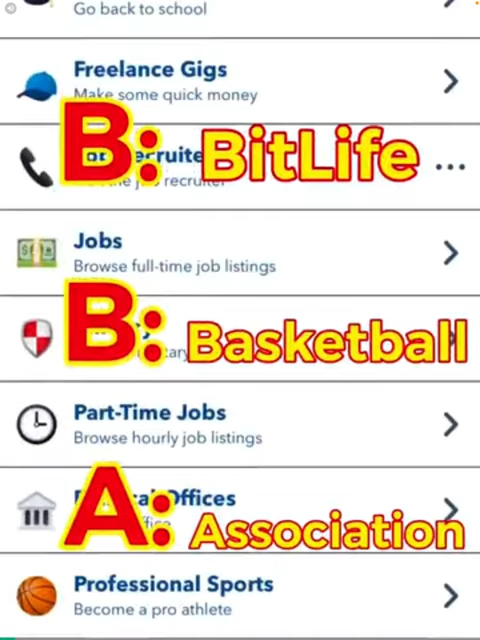 Go back to school
Freelance Gigs
Make some quick money
B: BitLife
Jobs
Browse full-time job listings
B: Basketball
Part-Time Jobs
Browse hourly job listings
Offices
A: Association
Professional Sports
Become a pro athlete